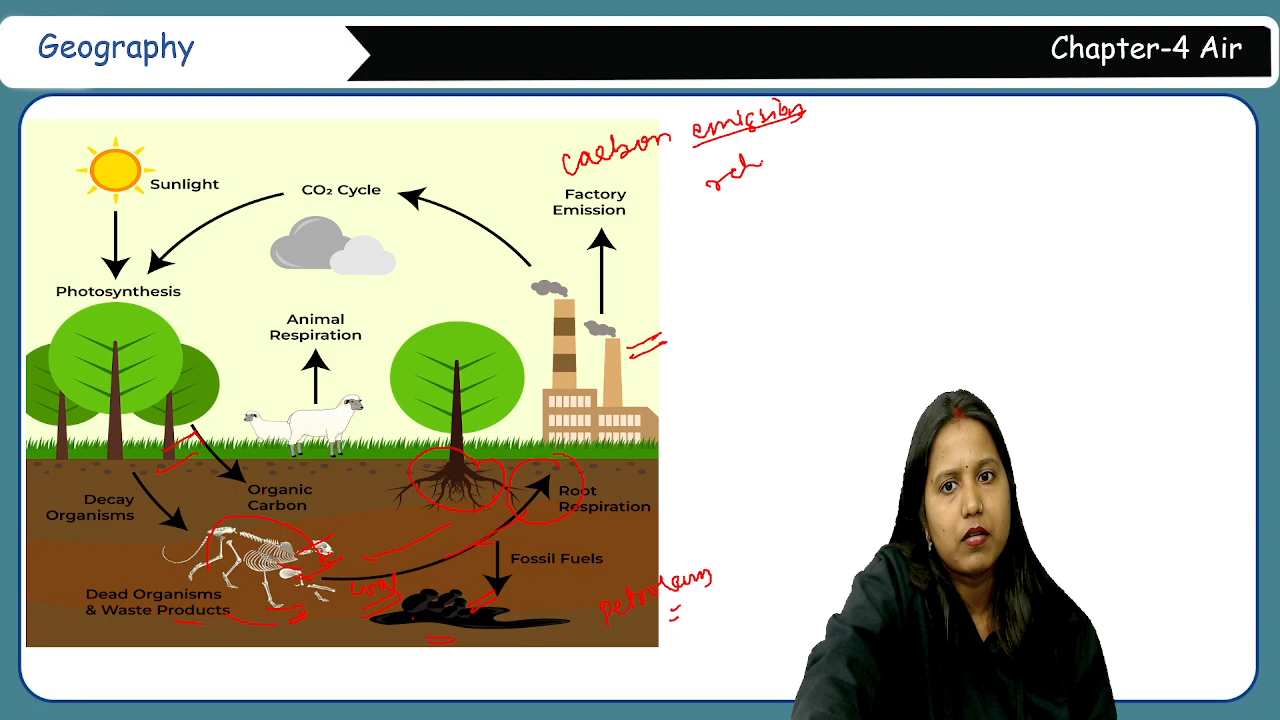 Geography
Chapter-4 Air
Carbon emission
Sunlight
CO₂ Cycle
Factory
Emission
Photosynthesis
Animal
Respiration
Organic
Carbon
Decay
Organisms
Root
Respiration
Fossil Fuels
Dead Organisms
& Waste Products
Coal
Petroleum